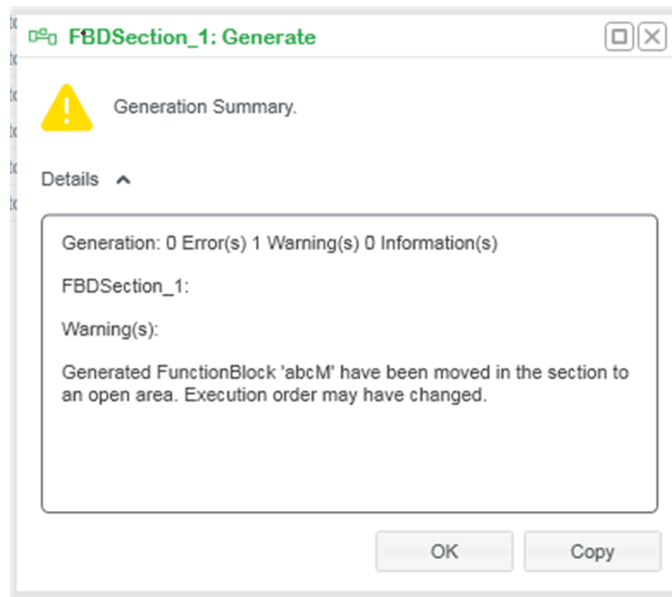 FBDSection_1: Generate
Generation Summary.
Details
Generation: 0 Error(s) 1 Warning(s) 0 Information(s)
FBDSection_1:
Warning(s):
Generated FunctionBlock 'abcM' have been moved in the section to
an open area. Execution order may have changed.
OK
Copy